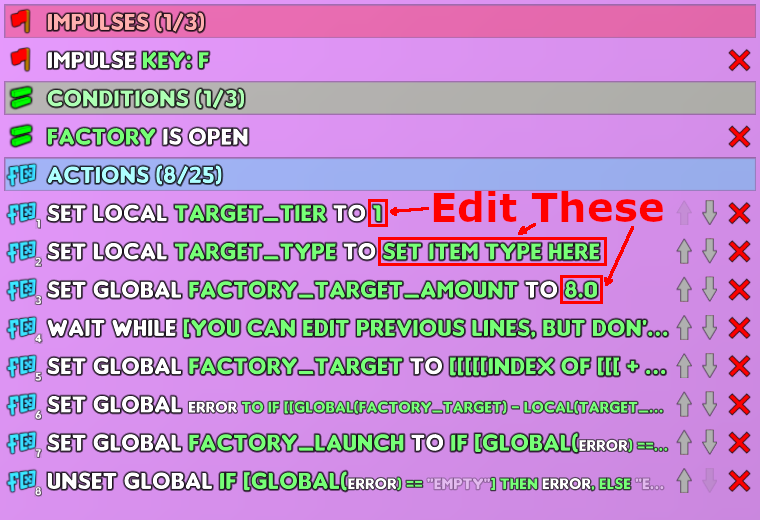 IMPULSES (1/3)
IMPULSE KEY: F
CONDITIONS (1/3)
FACTORY IS OPEN
ACTIONS (8/25)
1 SET LOCAL TARGET_TIER TO 1
Edit These
2 SET LOCAL TARGET_TYPE TO SET ITEM TYPE HERE
3 SET GLOBAL FACTORY_TARGET_AMOUNT TO 8.0
4 WAIT WHILE [YOU CAN EDIT PREVIOUS LINES, BUT DON'...
5 SET GLOBAL FACTORY_TARGET TO [[[[[INDEX OF [[[ + ...
6 SET GLOBAL ERROR TO IF [[GLOBAL(FACTORY_TARGET) - LOCAL(TARGET_...
7 SET GLOBAL FACTORY_LAUNCH TO IF [GLOBAL(ERROR) ==...
8 UNSET GLOBAL IF [GLOBAL(ERROR) == "EMPTY"] THEN ERROR, ELSE "E...